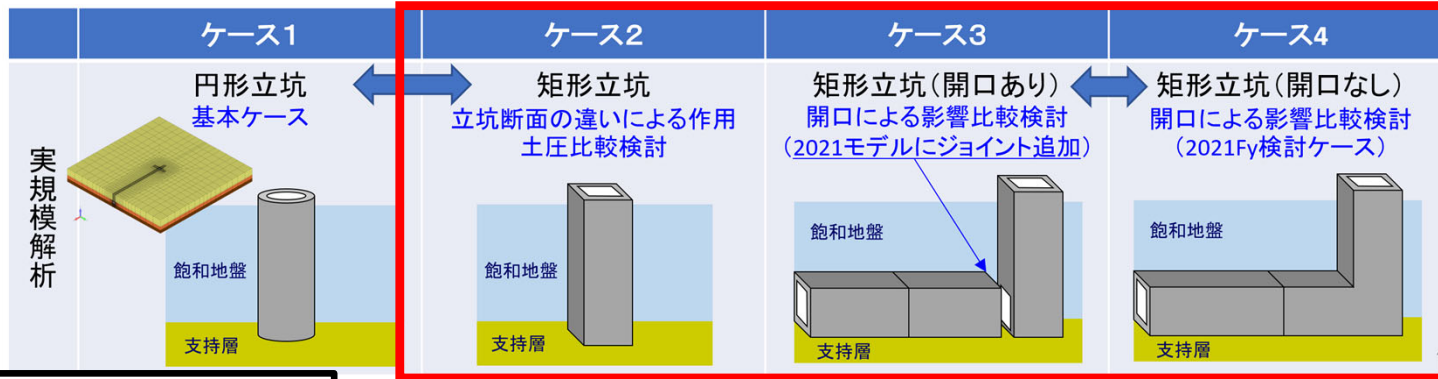 ケース1
ケース2
ケース3
ケース4
実規模解析
円形立坑
基本ケース
飽和地盤
支持層
矩形立坑
立坑断面の違いによる作用
土圧比較検討
飽和地盤
支持層
矩形立坑(開口あり)
開口による影響比較検討
(2021モデルにジョイント追加)
飽和地盤
支持層
矩形立坑(開口なし)
開口による影響比較検討
(2021Fy検討ケース)
飽和地盤
支持層